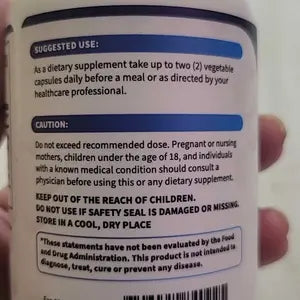 SUGGESTED USE:
As a dietary supplement take up to two (2) vegetable
capsules daily before a meal or as directed by your
healthcare professional.
CAUTION:
Do not exceed recommended dose. Pregnant or nursing
mothers, children under the age of 18, and individuals
with a known medical condition should consult a
physician before using this or any dietary supplement.
KEEP OUT OF THE REACH OF CHILDREN.
DO NOT USE IF SAFETY SEAL IS DAMAGED OR MISSING.
STORE IN A COOL, DRY PLACE
*These statements have not been evaluated by the Food
and Drug Administration. This product is not intended to
diagnose, treat, cure or prevent any disease.